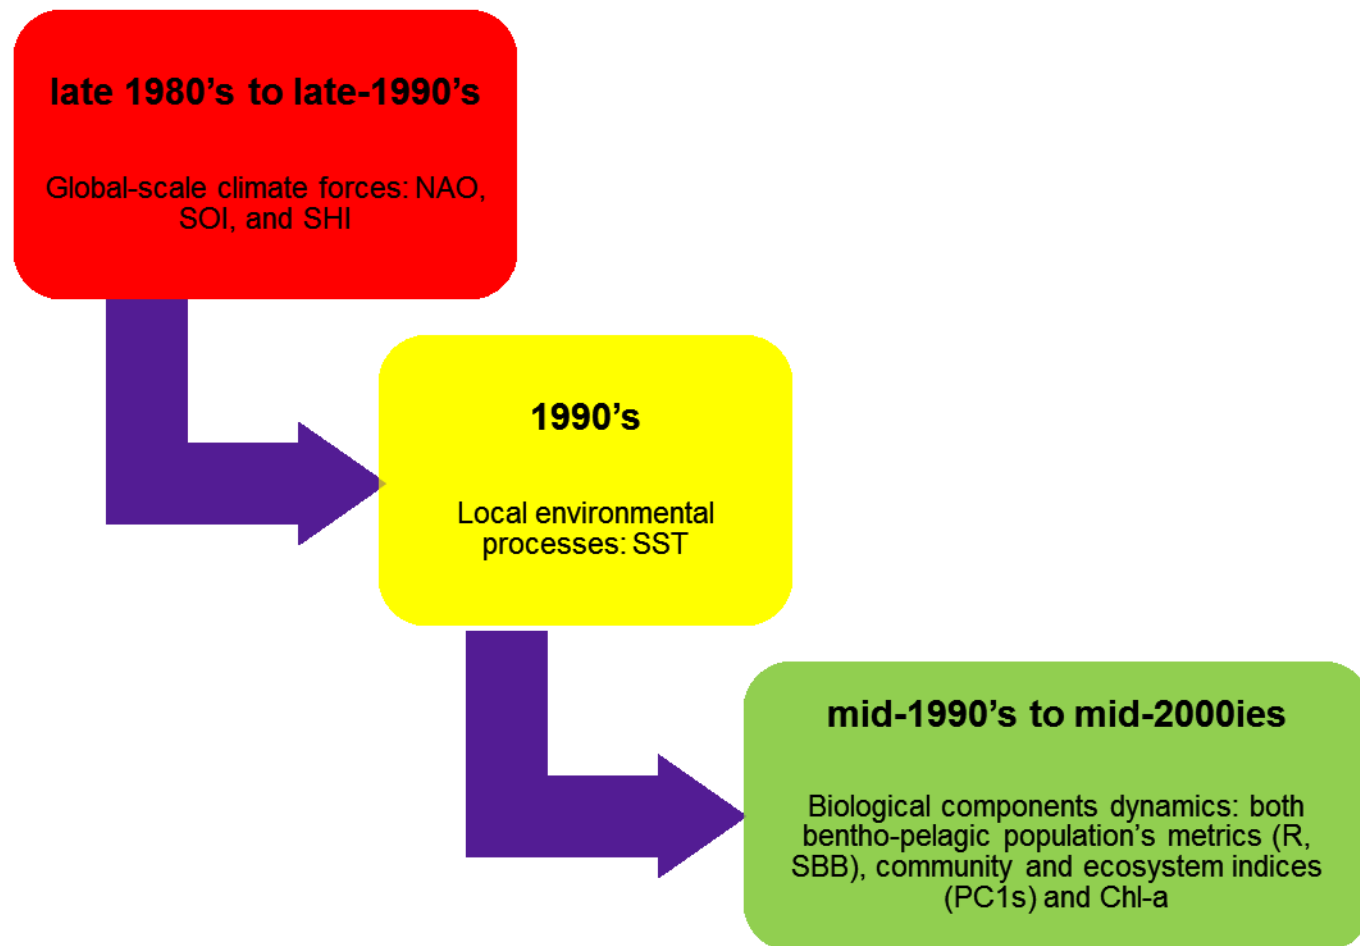 late 1980’s to late-1990’s
Global-scale climate forces: NAO,
SOI, and SHI
1990’s
Local environmental
processes: SST
mid-1990’s to mid-2000ies
Biological components dynamics: both
bentho-pelagic population’s metrics (R,
SBB), community and ecosystem indices
(PC1s) and Chl-a